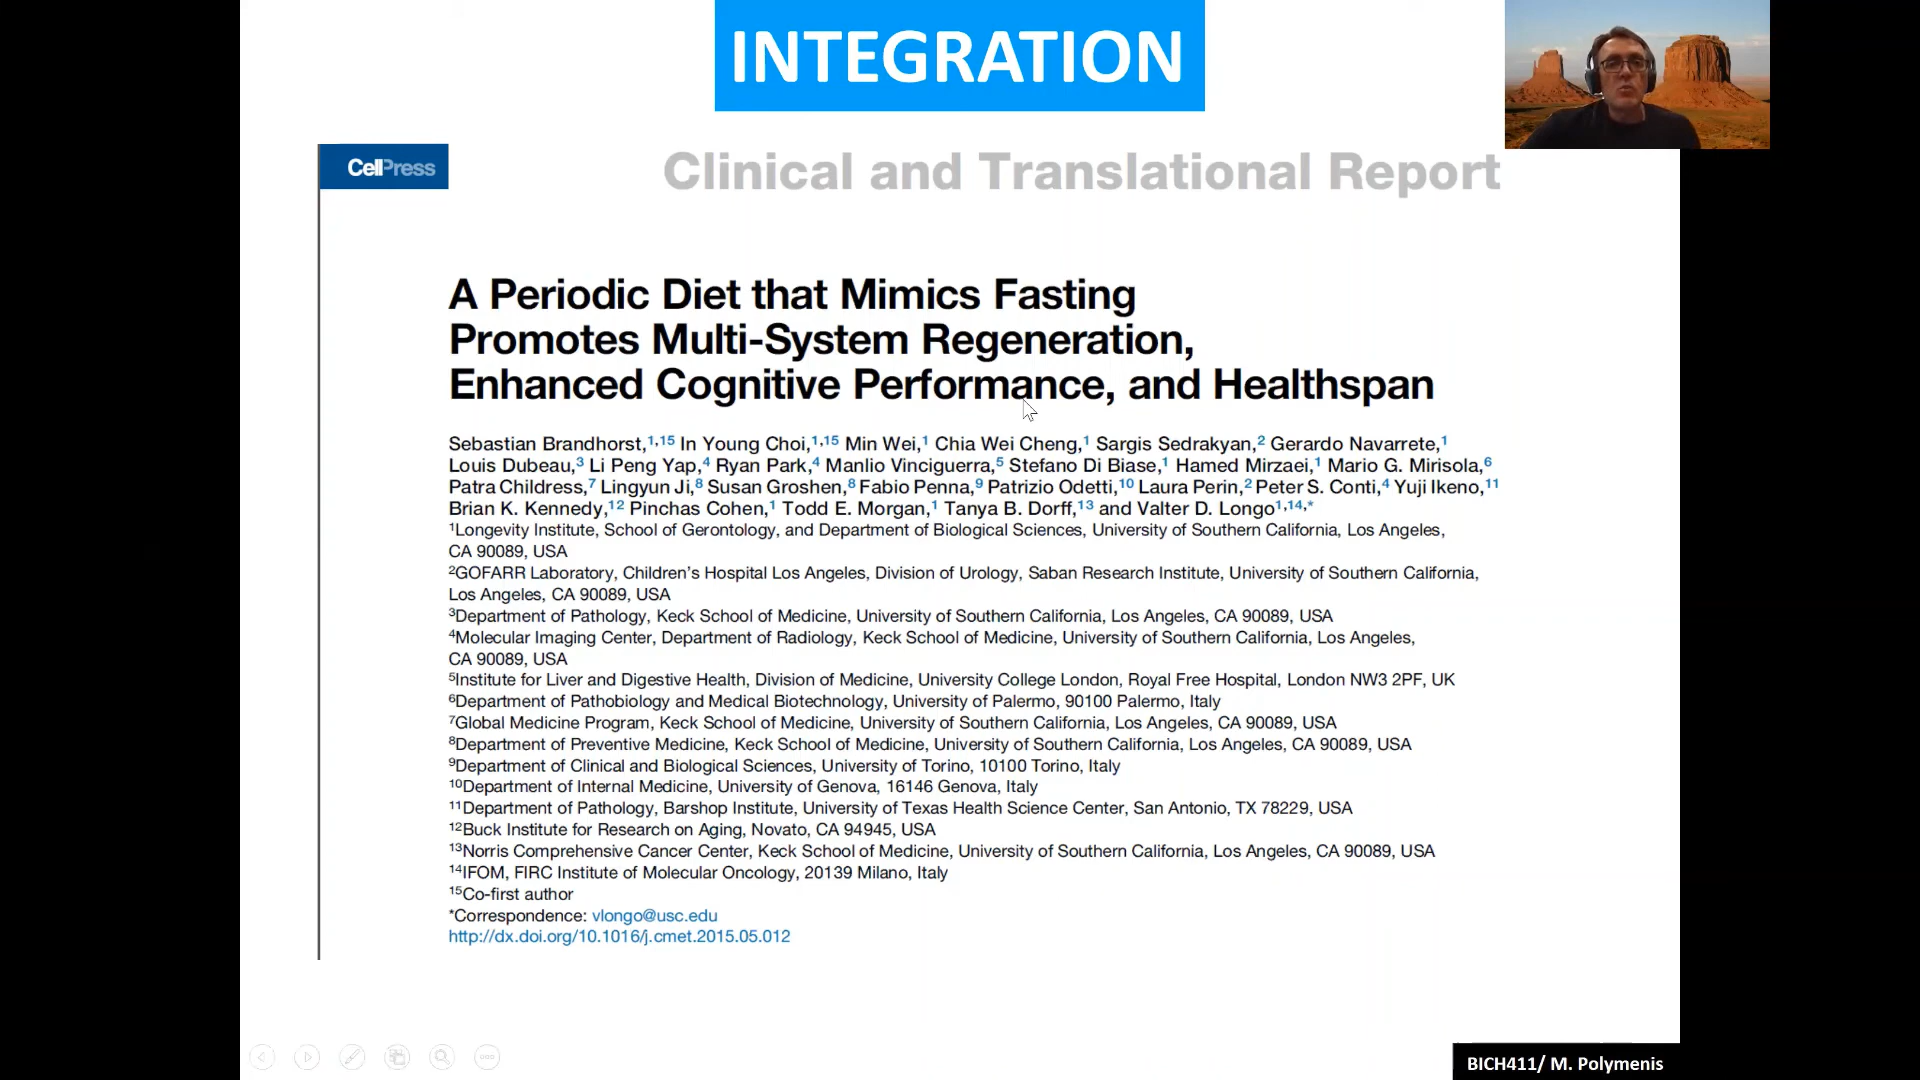 INTEGRATION
CellPress
Clinical and Translational Report
A Periodic Diet that Mimics Fasting
Promotes Multi-System Regeneration,
Enhanced Cognitive Performance, and Healthspan
Sebastian Brandhorst,1,15 In Young Choi,1,15 Min Wei,1 Chia Wei Cheng,1 Sargis Sedrakyan,2 Gerardo Navarrete,1
Louis Dubeau,3 Li Peng Yap,4 Ryan Park,4 Manlio Vinciguerra,5 Stefano Di Biase,1 Hamed Mirzaei,1 Mario G. Mirisola,6
Patra Childress,7 Lingyun Ji,8 Susan Groshen,8 Fabio Penna,9 Patrizio Odetti,10 Laura Perin,2 Peter S. Conti,4 Yuji Ikeno,11
Brian K. Kennedy,12 Pinchas Cohen,1 Todd E. Morgan,1 Tanya B. Dorff,13 and Valter D. Longo1,14,*
1Longevity Institute, School of Gerontology, and Department of Biological Sciences, University of Southern California, Los Angeles,
CA 90089, USA
2GOFARR Laboratory, Children's Hospital Los Angeles, Division of Urology, Saban Research Institute, University of Southern California,
Los Angeles, CA 90089, USA
3Department of Pathology, Keck School of Medicine, University of Southern California, Los Angeles, CA 90089, USA
4Molecular Imaging Center, Department of Radiology, Keck School of Medicine, University of Southern California, Los Angeles,
CA 90089, USA
5Institute for Liver and Digestive Health, Division of Medicine, University College London, Royal Free Hospital, London NW3 2PF, UK
6Department of Pathobiology and Medical Biotechnology, University of Palermo, 90100 Palermo, Italy
7Global Medicine Program, Keck School of Medicine, University of Southern California, Los Angeles, CA 90089, USA
8Department of Preventive Medicine, Keck School of Medicine, University of Southern California, Los Angeles, CA 90089, USA
9Department of Clinical and Biological Sciences, University of Torino, 10100 Torino, Italy
10Department of Internal Medicine, University of Genova, 16146 Genova, Italy
11Department of Pathology, Barshop Institute, University of Texas Health Science Center, San Antonio, TX 78229, USA
12Buck Institute for Research on Aging, Novato, CA 94945, USA
13Norris Comprehensive Cancer Center, Keck School of Medicine, University of Southern California, Los Angeles, CA 90089, USA
14IFOM, FIRC Institute of Molecular Oncology, 20139 Milano, Italy
15Co-first author
*Correspondence: vlongo@usc.edu
http://dx.doi.org/10.1016/j.cmet.2015.05.012
BICH411/ M. Polymenis